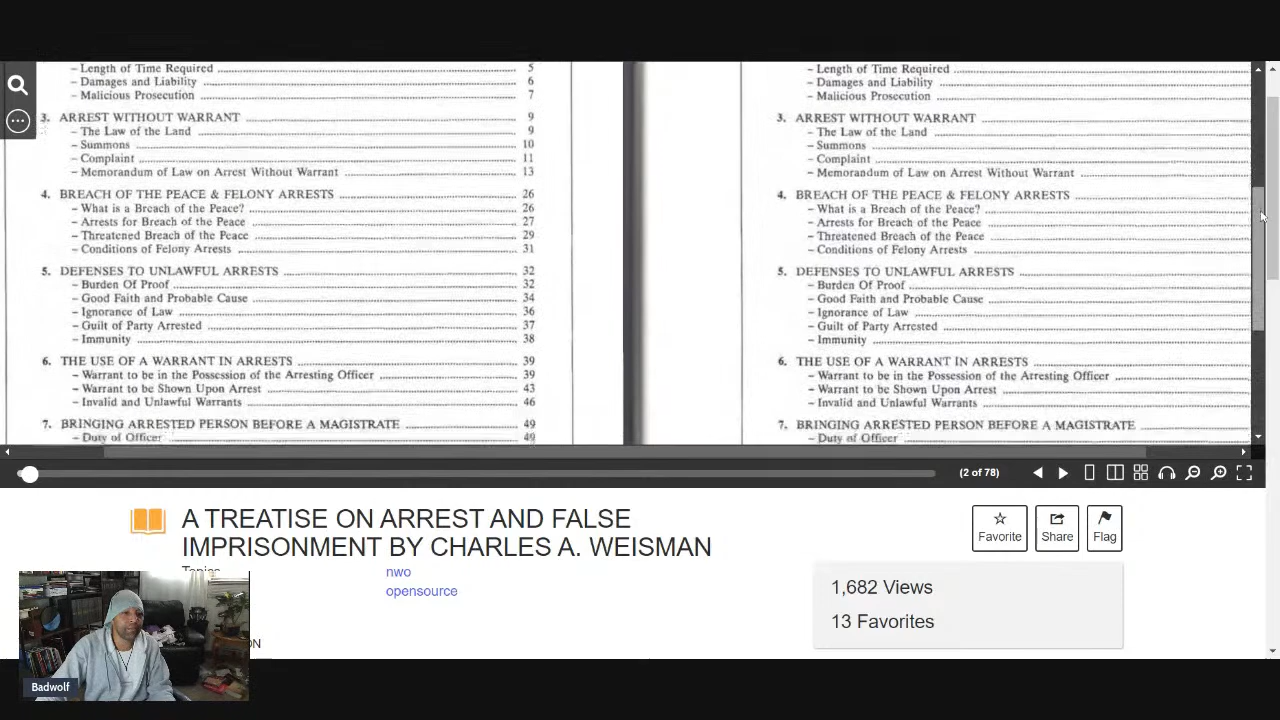 – Length of Time Required 5
– Damages and Liability 6
– Malicious Prosecution 7
3. ARREST WITHOUT WARRANT 9
– The Law of the Land 9
– Summons 10
– Complaint 11
– Memorandum of Law on Arrest Without Warrant 13
4. BREACH OF THE PEACE & FELONY ARRESTS 26
– What is a Breach of the Peace? 26
– Arrests for Breach of the Peace 27
– Threatened Breach of the Peace 29
– Conditions of Felony Arrests 31
5. DEFENSES TO UNLAWFUL ARRESTS 32
– Burden Of Proof 32
– Good Faith and Probable Cause 34
– Ignorance of Law 36
– Guilt of Party Arrested 37
– Immunity 38
6. THE USE OF A WARRANT IN ARRESTS 39
– Warrant to be in the Possession of the Arresting Officer 39
– Warrant to be Shown Upon Arrest 43
– Invalid and Unlawful Warrants 46
7. BRINGING ARRESTED PERSON BEFORE A MAGISTRATE 49
– Duty of Officer 49
– Length of Time Required
– Damages and Liability
– Malicious Prosecution
3. ARREST WITHOUT WARRANT
– The Law of the Land
– Summons
– Complaint
– Memorandum of Law on Arrest Without Warrant
4. BREACH OF THE PEACE & FELONY ARRESTS
– What is a Breach of the Peace?
– Arrests for Breach of the Peace
– Threatened Breach of the Peace
– Conditions of Felony Arrests
5. DEFENSES TO UNLAWFUL ARRESTS
– Burden Of Proof
– Good Faith and Probable Cause
– Ignorance of Law
– Guilt of Party Arrested
– Immunity
6. THE USE OF A WARRANT IN ARRESTS
– Warrant to be in the Possession of the Arresting Officer
– Warrant to be Shown Upon Arrest
– Invalid and Unlawful Warrants
7. BRINGING ARRESTED PERSON BEFORE A MAGISTRATE
– Duty of Officer
(2 of 78)
A TREATISE ON ARREST AND FALSE
IMPRISONMENT BY CHARLES A. WEISMAN
Favorite
Share
Flag
Topics
nwo
opensource
1,682 Views
13 Favorites
ON
Badwolf